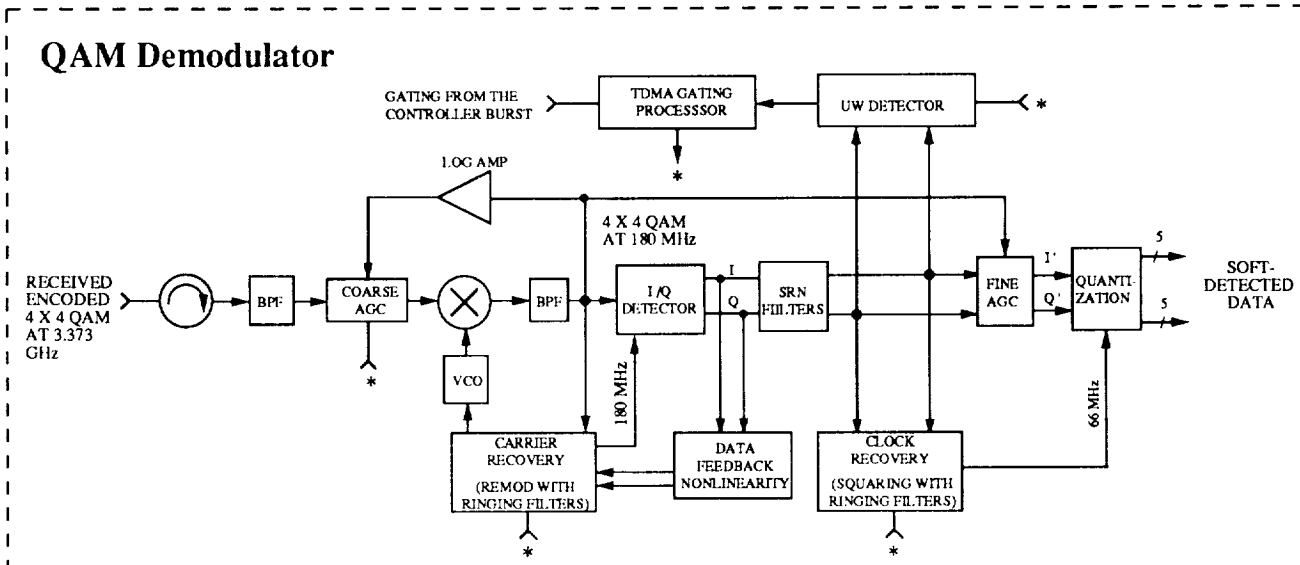 QAM Demodulator
GATING FROM THE
CONTROLLER BURST
TDMA GATING
PROCESSSOR
*
UW DETECTOR
*
LOG AMP
4 X 4 QAM
AT 180 MHz
RECEIVED
ENCODED
4 X 4 QAM
AT 3.373
GHz
BPF
COARSE
AGC
*
BPF
I/Q
DETECTOR
I
Q
SRN
FILTERS
FINE
AGC
I'
Q'
QUANTI-
ZATION
5
5
SOFT-
DETECTED
DATA
VCO
180 MHz
66 MHz
CARRIER
RECOVERY
(REMOD WITH
RINGING FILTERS)
*
DATA
FEEDBACK
NONLINEARITY
CLOCK
RECOVERY
(SQUARING WITH
RINGING FILTERS)
*